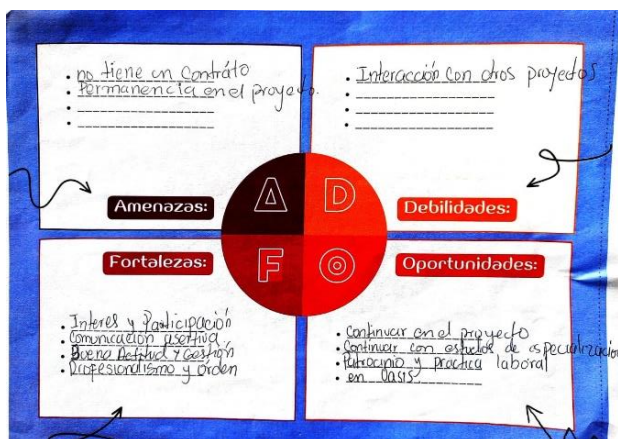 • no tiene un Contráto
• Permanencia en el proyecto.
• Interacción con otros proyectos
Amenazas:
A
D
Debilidades:
Fortalezas:
F
O
Oportunidades:
• Interes y Participación
• Comunicación asertiva
• Buena Actitud y Gestión
• Profesionalismo y orden
• Continuar en el proyecto
• Continuar con estudios de especialización
• Patrocinio y practica laboral
• en Oasis